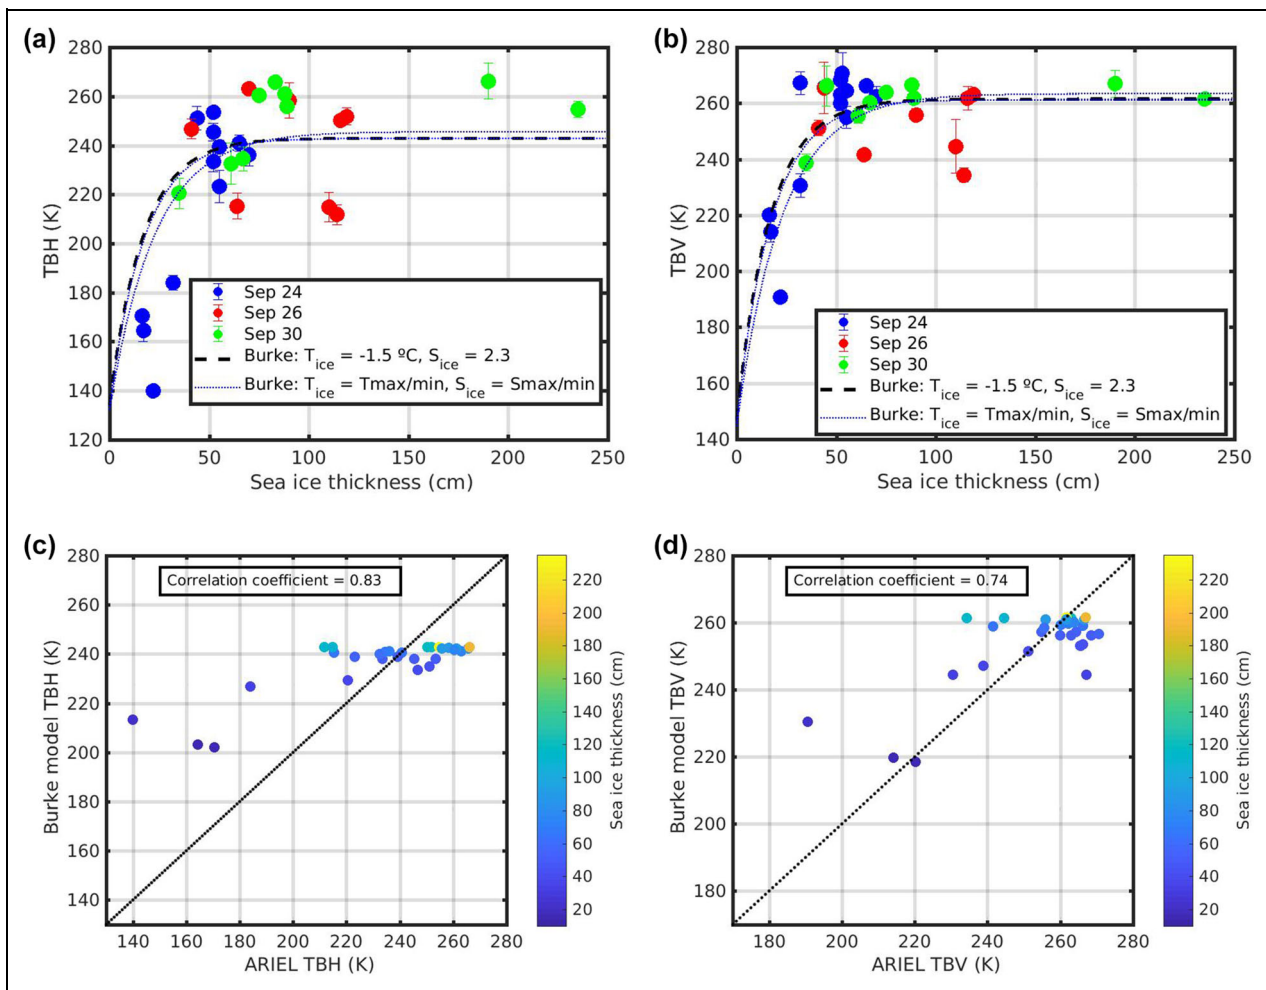 (a)
280
260
240
220
200
180
160
140
120
TBH (K)
Sep 24
Sep 26
Sep 30
Burke: Tice = -1.5 ºC, Sice = 2.3
Burke: Tice = Tmax/min, Sice = Smax/min
0 50 100 150 200 250
Sea ice thickness (cm)
(b)
280
260
240
220
200
180
160
140
TBV (K)
Sep 24
Sep 26
Sep 30
Burke: Tice = -1.5 ºC, Sice = 2.3
Burke: Tice = Tmax/min, Sice = Smax/min
0 50 100 150 200 250
Sea ice thickness (cm)
(c)
280
260
240
220
200
180
160
140
Burke model TBH (K)
Correlation coefficient = 0.83
130 140 160 180 200 220 240 260 280
ARIEL TBH (K)
220
200
180
160
140
120
100
80
60
40
20
Sea ice thickness (cm)
(d)
280
260
240
220
200
180
Burke model TBV (K)
Correlation coefficient = 0.74
180 200 220 240 260 280
ARIEL TBV (K)
220
200
180
160
140
120
100
80
60
40
20
Sea ice thickness (cm)